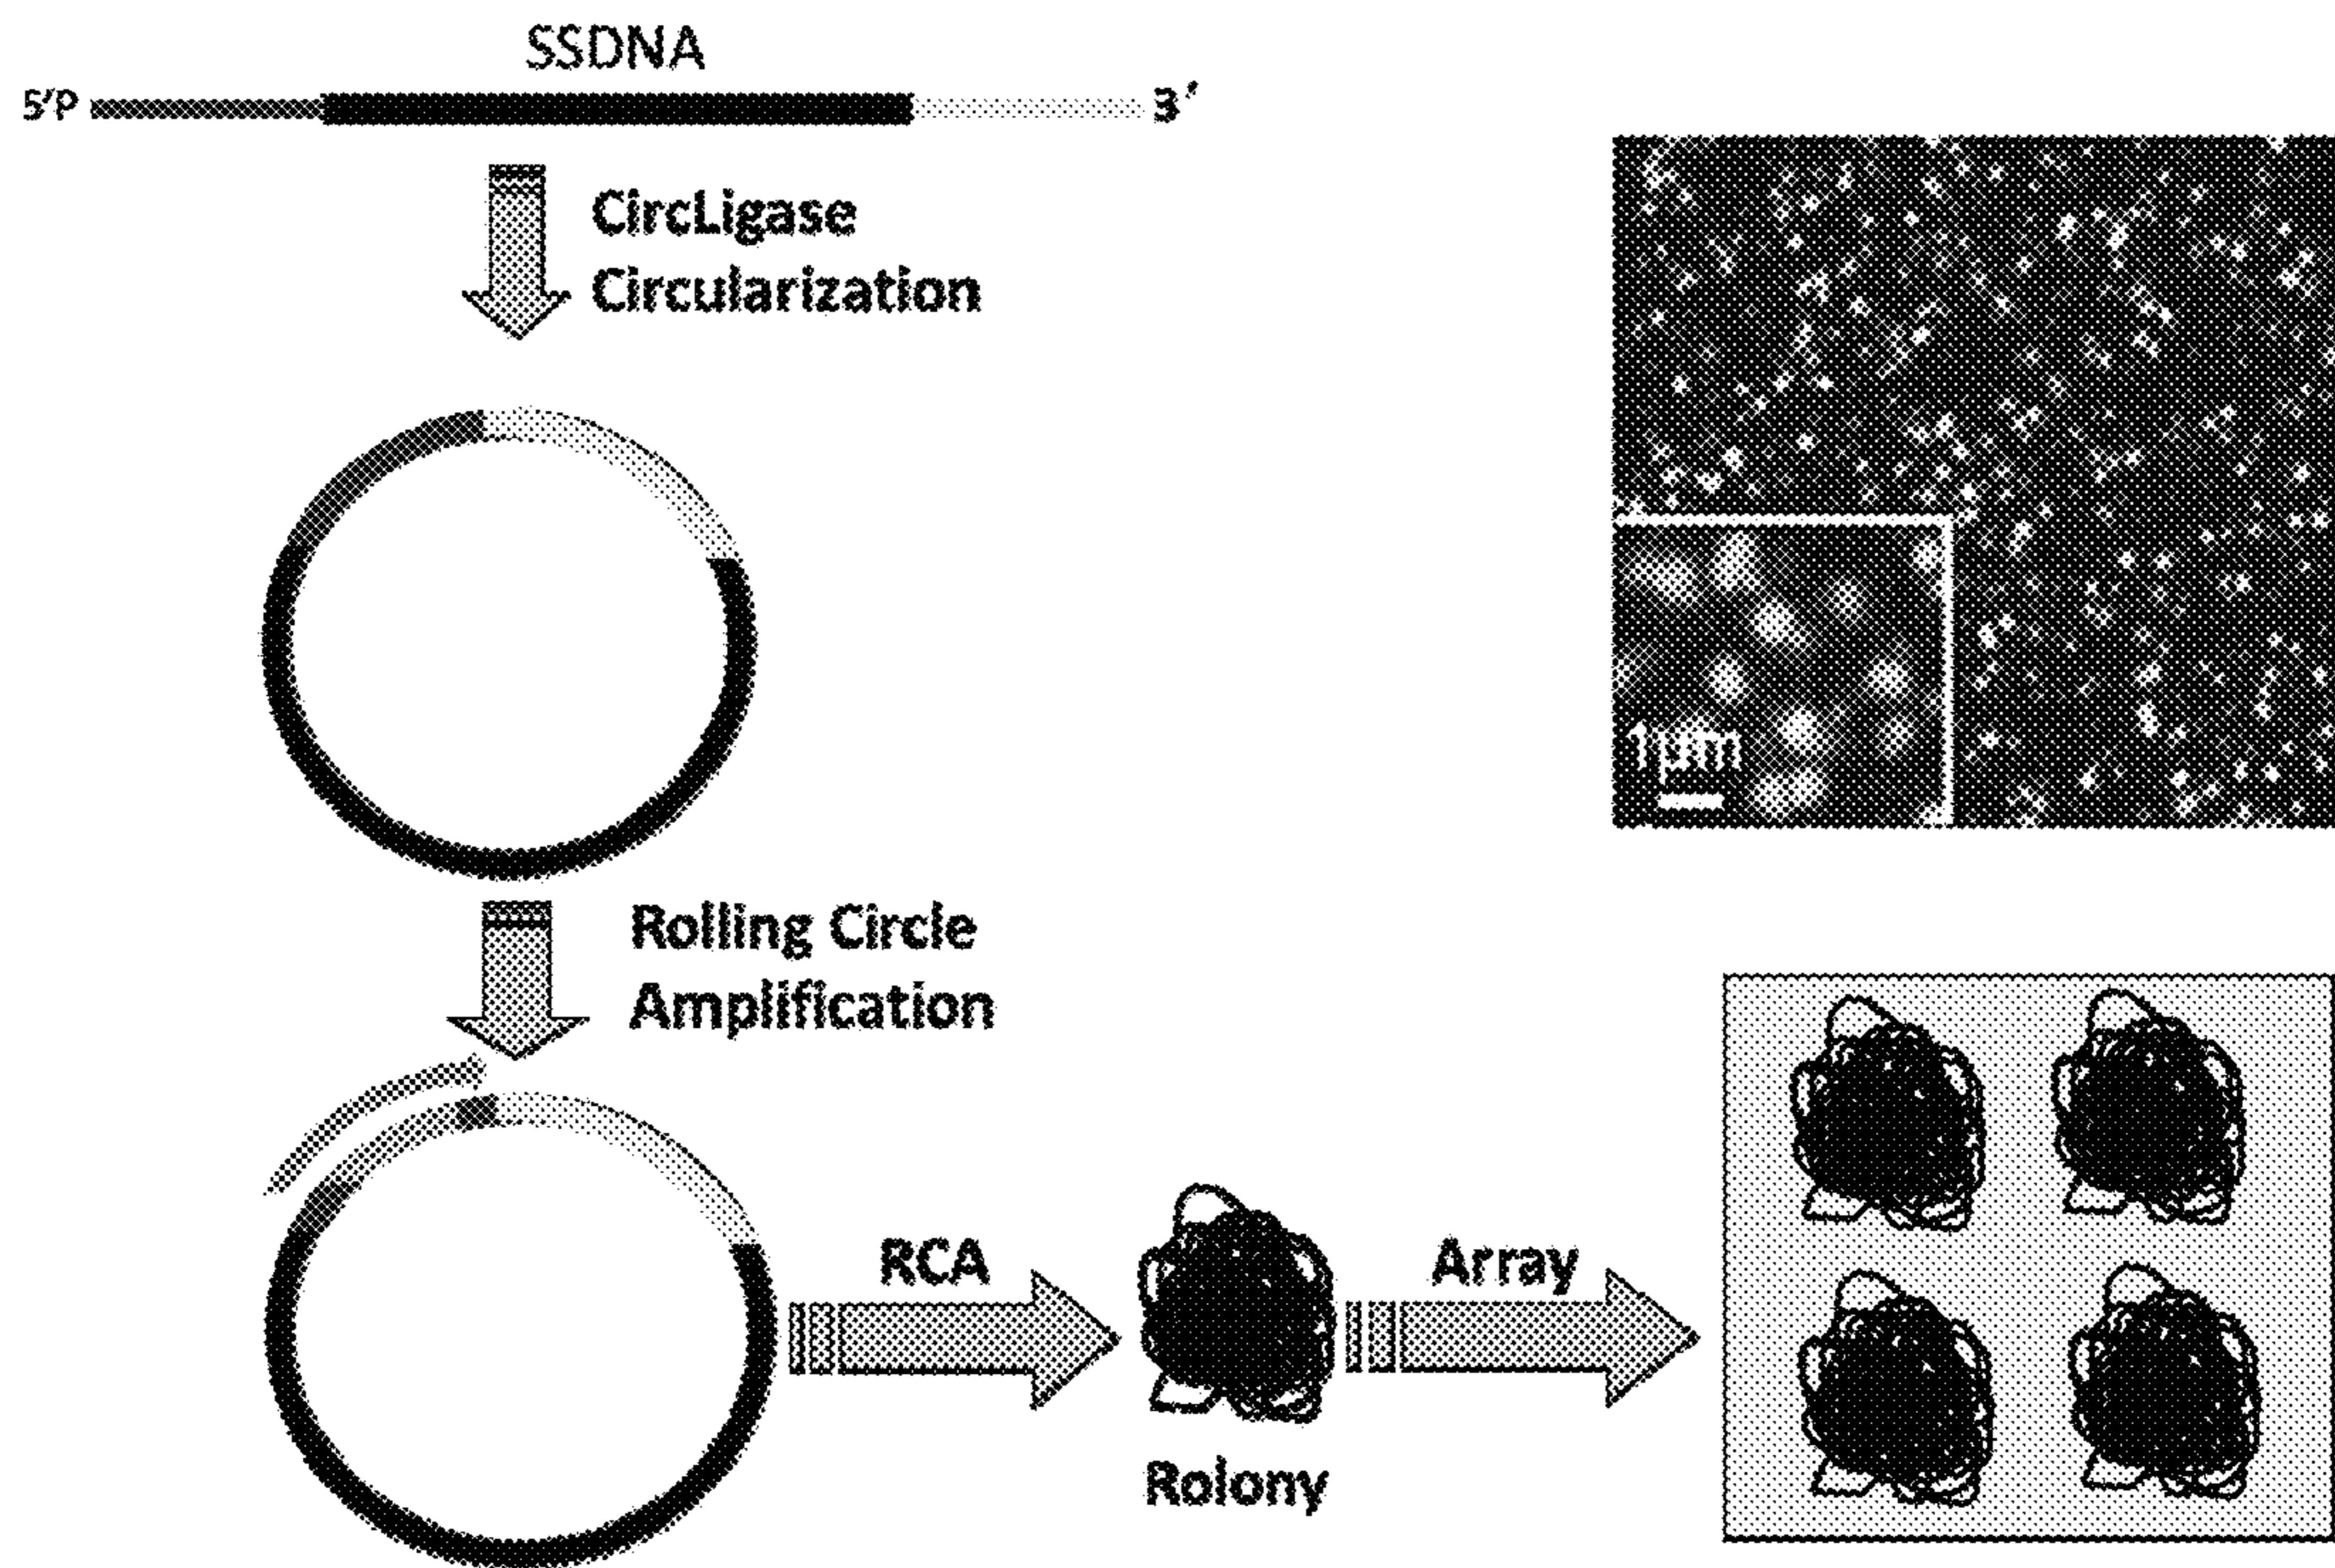 SSDNA
5'P
3'
CircLigase
Circularization
1µm
Rolling Circle
Amplification
RCA
Array
Rolony